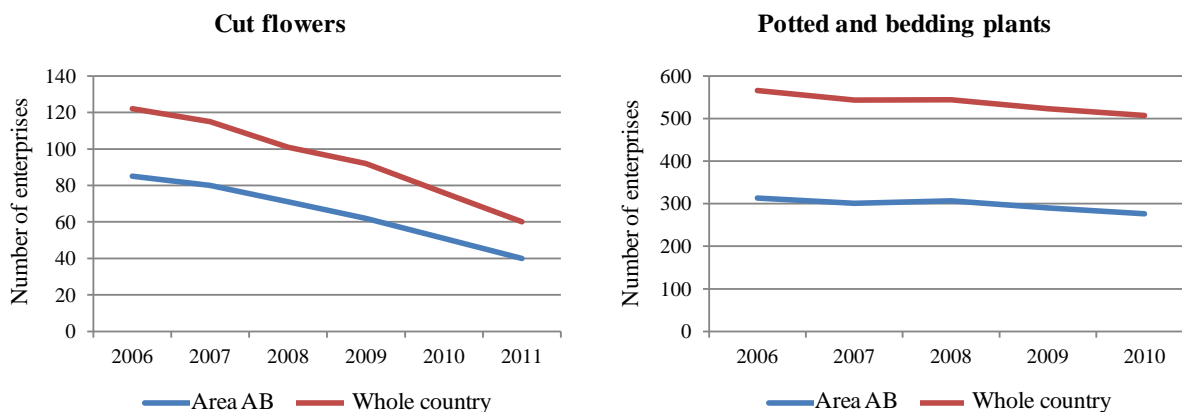 Cut flowers
Number of enterprises
140
120
100
80
60
40
20
0
2006 2007 2008 2009 2010 2011
Area AB Whole country
Potted and bedding plants
Number of enterprises
600
500
400
300
200
100
0
2006 2007 2008 2009 2010
Area AB Whole country